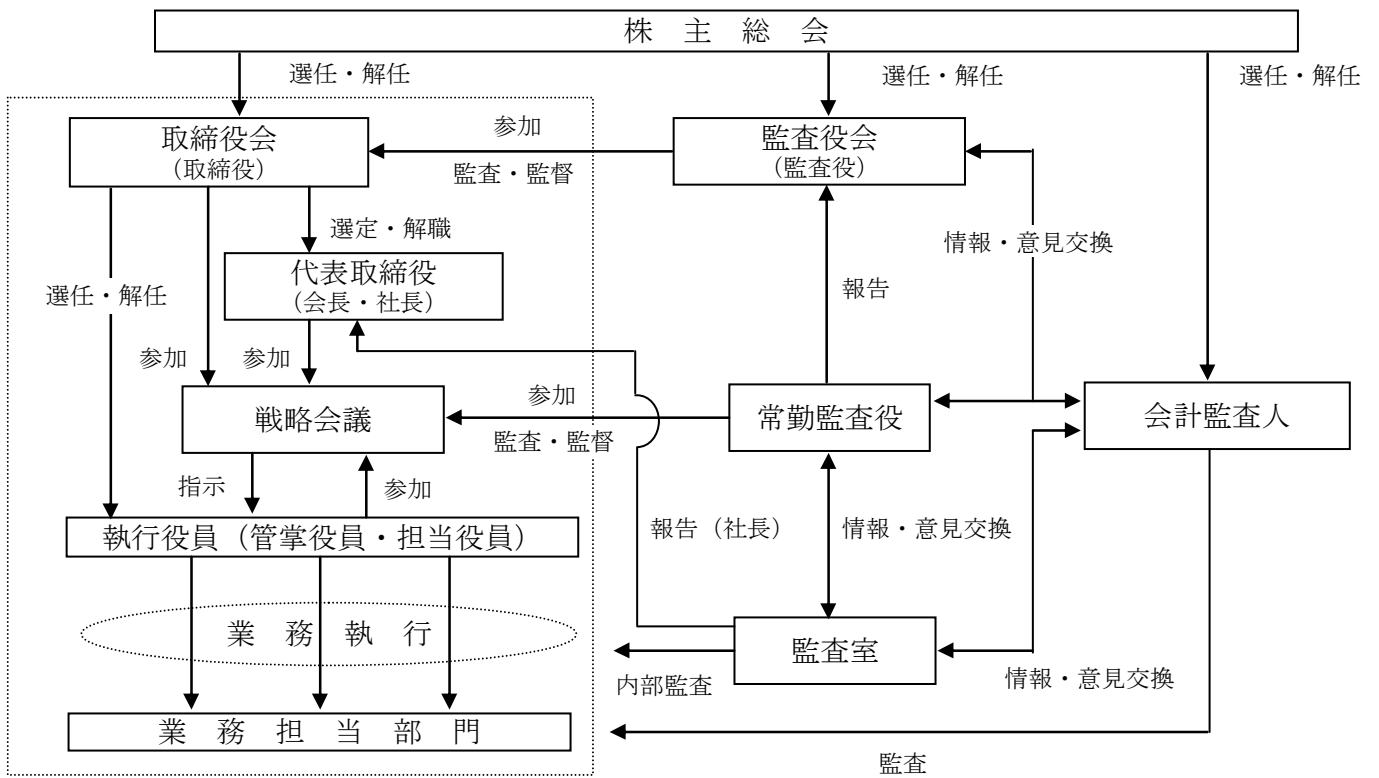 株 主 総 会
選任・解任
選任・解任
選任・解任
取締役会
(取締役)
参加
監査・監督
監査役会
(監査役)
選定・解職
情報・意見交換
代表取締役
(会長・社長)
選任・解任
報告
参加
参加
戦略会議
参加
監査・監督
常勤監査役
会計監査人
指示
参加
執行役員(管掌役員・担当役員)
報告(社長)
情報・意見交換
業 務 執 行
監査室
内部監査
情報・意見交換
業 務 担 当 部 門
監査